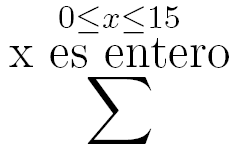 0≤x≤15
x es entero
∑